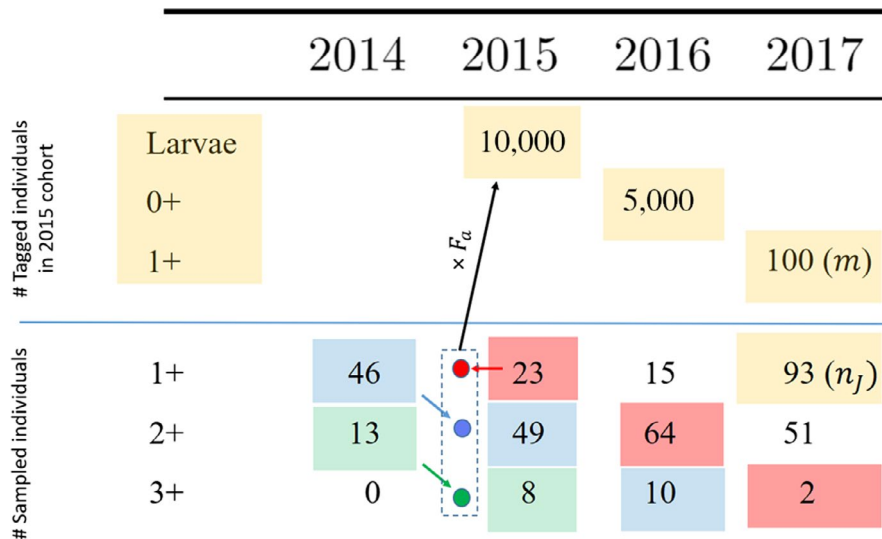 2014 2015 2016 2017
# Tagged individuals
in 2015 cohort
Larvae 10,000
0+ 5,000
1+ 100 (m)
× Fₐ
# Sampled individuals
1+ 46 23 15 93 (n_J)
2+ 13 49 64 51
3+ 0 8 10 2